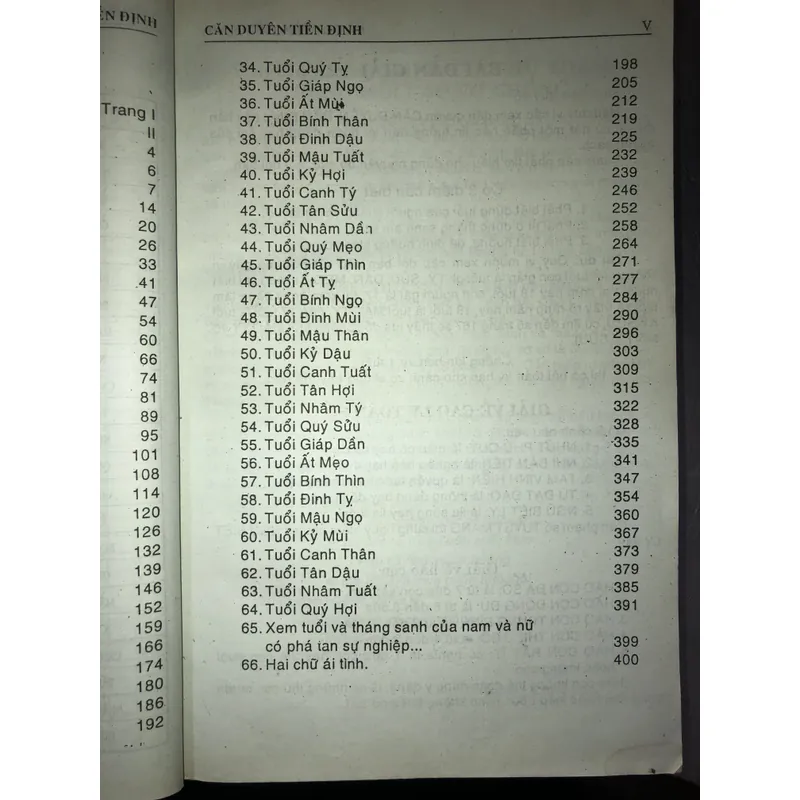 ÊN ĐỊNH
Trang I
II
4
6
7
14
20
26
33
41
47
54
60
66
74
81
89
95
101
108
114
120
126
132
139
146
152
159
166
174
180
186
192
CĂN DUYÊN TIỀN ĐỊNH V
34. Tuổi Quý Tỵ 198
35. Tuổi Giáp Ngọ 205
36. Tuổi Ất Mùi 212
37. Tuổi Bính Thân 219
38. Tuổi Đinh Dậu 225
39. Tuổi Mậu Tuất 232
40. Tuổi Kỷ Hợi 239
41. Tuổi Canh Tý 246
42. Tuổi Tân Sửu 252
43. Tuổi Nhâm Dần 258
44. Tuổi Quý Mẹo 264
45. Tuổi Giáp Thìn 271
46. Tuổi Ất Tỵ 277
47. Tuổi Bính Ngọ 284
48. Tuổi Đinh Mùi 290
49. Tuổi Mậu Thân 296
50. Tuổi Kỷ Dậu 303
51. Tuổi Canh Tuất 309
52. Tuổi Tân Hợi 315
53. Tuổi Nhâm Tý 322
54. Tuổi Quý Sửu 328
55. Tuổi Giáp Dần 335
56. Tuổi Ất Mẹo 341
57. Tuổi Bính Thìn 347
58. Tuổi Đinh Tỵ 354
59. Tuổi Mậu Ngọ 360
60. Tuổi Kỷ Mùi 367
61. Tuổi Canh Thân 373
62. Tuổi Tân Dậu 379
63. Tuổi Nhâm Tuất 385
64. Tuổi Quý Hợi 391
65. Xem tuổi và tháng sanh của nam và nữ
có phá tan sự nghiệp... 399
66. Hai chữ ái tình. 400